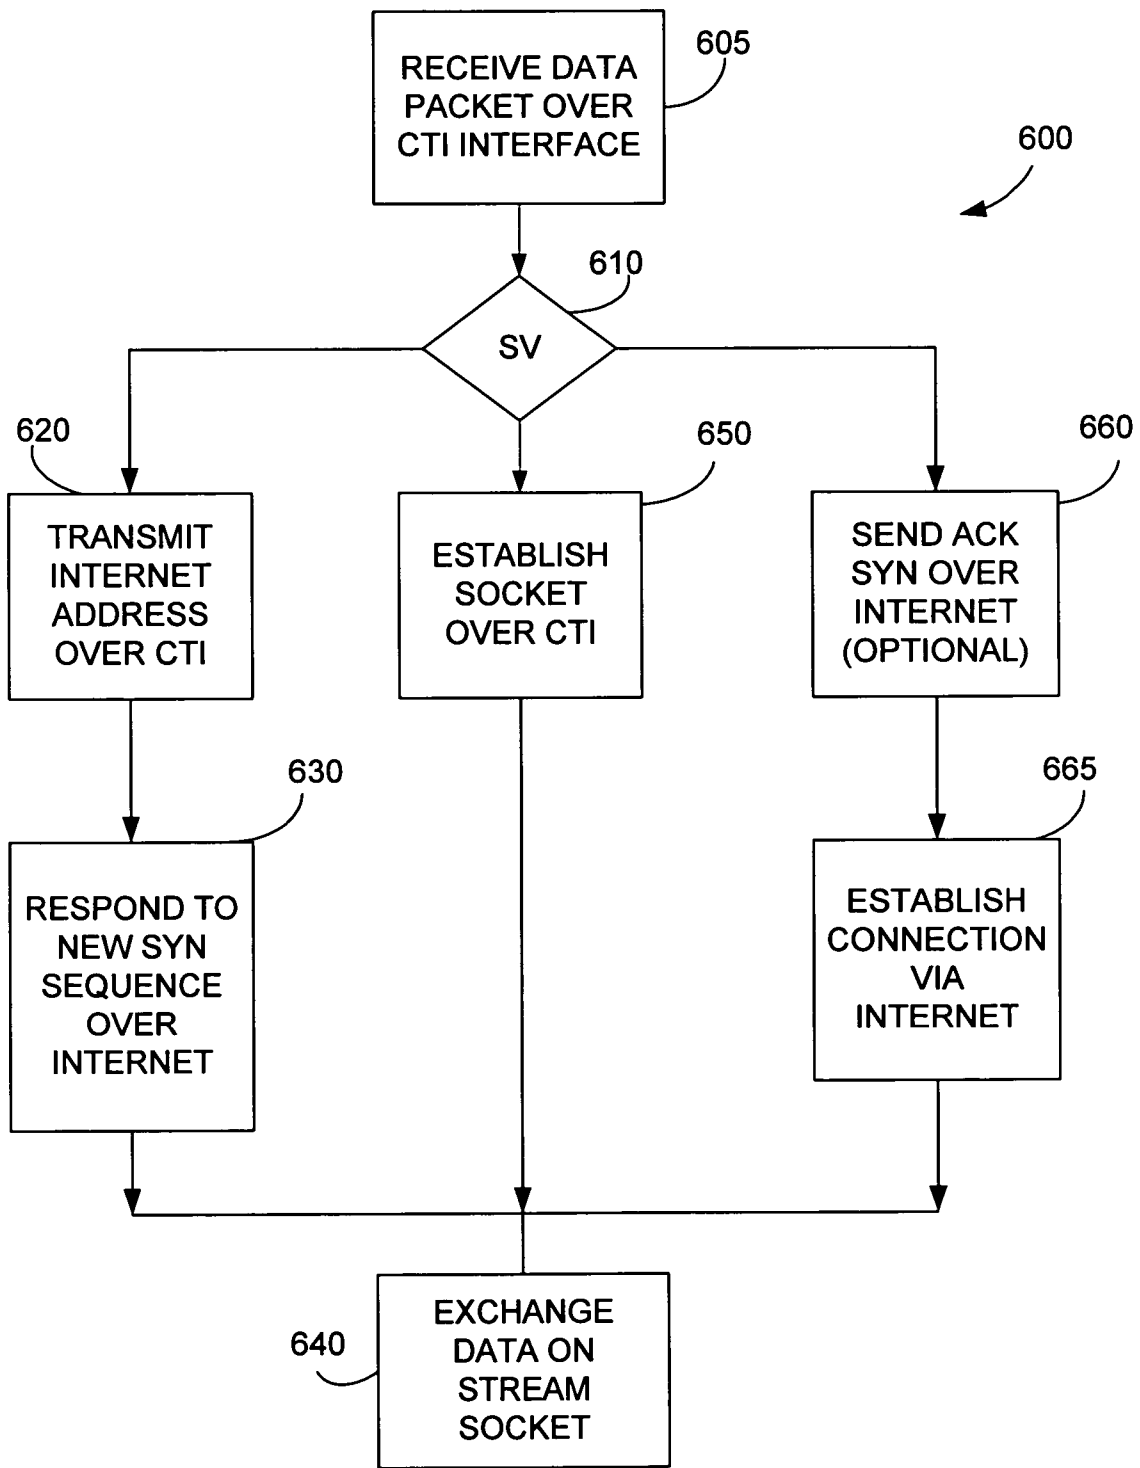 RECEIVE DATA
PACKET OVER
CTI INTERFACE
605
600
610
SV
620
TRANSMIT
INTERNET
ADDRESS
OVER CTI
650
ESTABLISH
SOCKET
OVER CTI
660
SEND ACK
SYN OVER
INTERNET
(OPTIONAL)
630
RESPOND TO
NEW SYN
SEQUENCE
OVER
INTERNET
665
ESTABLISH
CONNECTION
VIA
INTERNET
640
EXCHANGE
DATA ON
STREAM
SOCKET